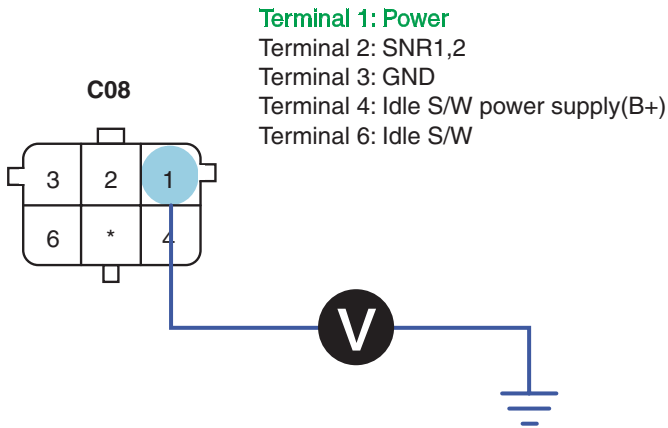 Terminal 1: Power
Terminal 2: SNR1,2
Terminal 3: GND
Terminal 4: Idle S/W power supply(B+)
Terminal 6: Idle S/W
C08
3 2 1
6 * 4
V